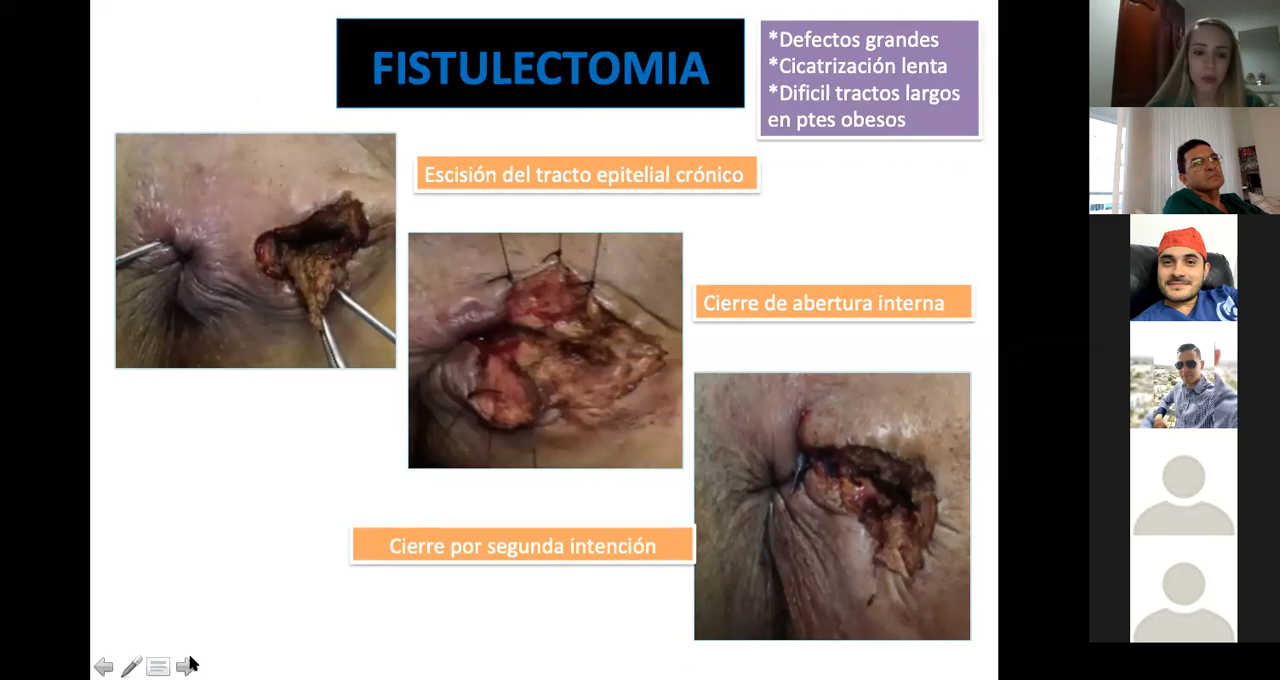 FISTULECTOMIA
*Defectos grandes
*Cicatrización lenta
*Dificil tractos largos
en ptes obesos
Escisión del tracto epitelial crónico
Cierre de abertura interna
Cierre por segunda intención